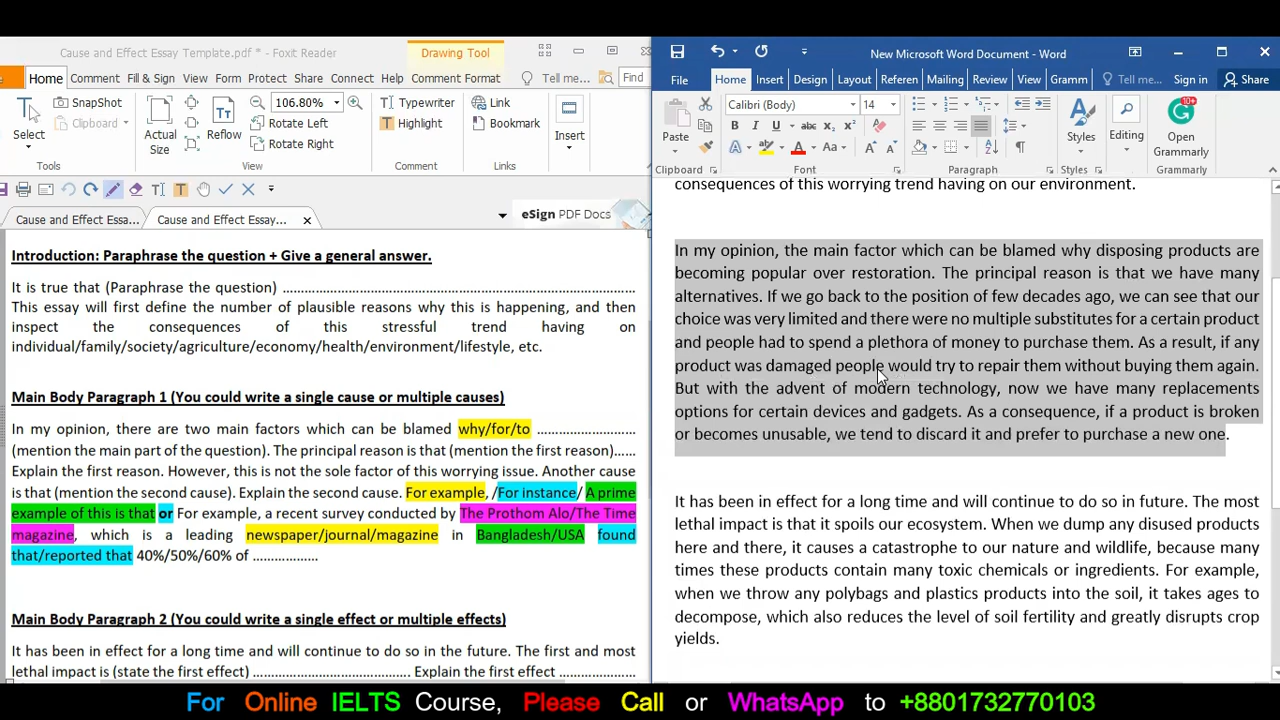 Cause and Effect Essay Template.pdf * - Foxit Reader
Drawing Tool
Home Comment Fill & Sign View Form Protect Share Connect Help Comment Format Tell me... Find
Select
SnapShot
Clipboard
Tools
Actual Size
Reflow
106.80%
Rotate Left
Rotate Right
View
Typewriter
Highlight
Comment
Link
Bookmark
Links
Insert
Cause and Effect Essa...
Cause and Effect Essay...
eSign PDF Docs
Introduction: Paraphrase the question + Give a general answer.
It is true that (Paraphrase the question) ……………………………………………………………………
This essay will first define the number of plausible reasons why this is happening, and then
inspect the consequences of this stressful trend having on
individual/family/society/agriculture/economy/health/environment/lifestyle, etc.
Main Body Paragraph 1 (You could write a single cause or multiple causes)
In my opinion, there are two main factors which can be blamed why/for/to ………………………
(mention the main part of the question). The principal reason is that (mention the first reason)……
Explain the first reason. However, this is not the sole factor of this worrying issue. Another cause
is that (mention the second cause). Explain the second cause. For example, /For instance/ A prime
example of this is that or For example, a recent survey conducted by The Prothom Alo/The Time
magazine, which is a leading newspaper/journal/magazine in Bangladesh/USA found
that/reported that 40%/50%/60% of ………………
Main Body Paragraph 2 (You could write a single effect or multiple effects)
It has been in effect for a long time and will continue to do so in the future. The first and most
lethal impact is (state the first effect) ………………………………………. Explain the first effect ………………………
New Microsoft Word Document - Word
File Home Insert Design Layout Referen Mailing Review View Gramm Tell me... Sign in Share
Paste
Clipboard
Calibri (Body) 14
B I U abc x₂ x²
A A Aa A A
Font
Paragraph
Styles
Styles
Editing
10+
Open Grammarly
Grammarly
consequences of this worrying trend having on our environment.
In my opinion, the main factor which can be blamed why disposing products are
becoming popular over restoration. The principal reason is that we have many
alternatives. If we go back to the position of few decades ago, we can see that our
choice was very limited and there were no multiple substitutes for a certain product
and people had to spend a plethora of money to purchase them. As a result, if any
product was damaged people would try to repair them without buying them again.
But with the advent of modern technology, now we have many replacements
options for certain devices and gadgets. As a consequence, if a product is broken
or becomes unusable, we tend to discard it and prefer to purchase a new one.
It has been in effect for a long time and will continue to do so in future. The most
lethal impact is that it spoils our ecosystem. When we dump any disused products
here and there, it causes a catastrophe to our nature and wildlife, because many
times these products contain many toxic chemicals or ingredients. For example,
when we throw any polybags and plastics products into the soil, it takes ages to
decompose, which also reduces the level of soil fertility and greatly disrupts crop
yields.
For Online IELTS Course, Please Call or WhatsApp to +8801732770103